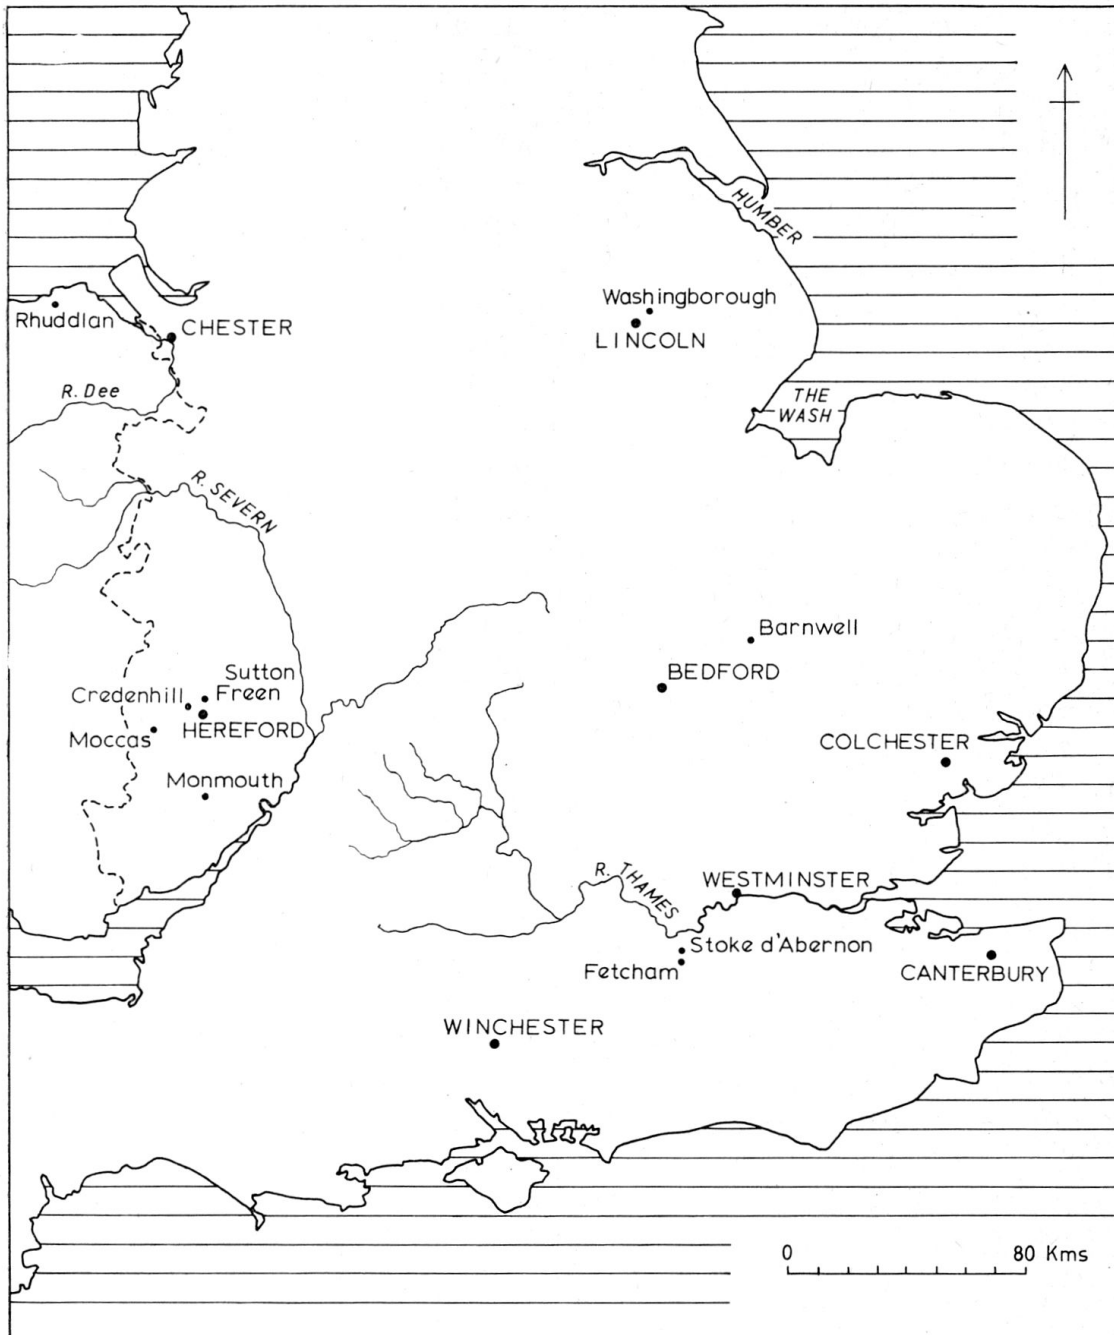 HUMBER
Washingborough
LINCOLN
Rhuddlan
CHESTER
R. Dee
THE
WASH
R. SEVERN
Barnwell
BEDFORD
Sutton
Freen
Credenhill
HEREFORD
Moccas
Monmouth
COLCHESTER
R. THAMES
WESTMINSTER
Stoke d'Abernon
Fetcham
CANTERBURY
WINCHESTER
0 80 Kms